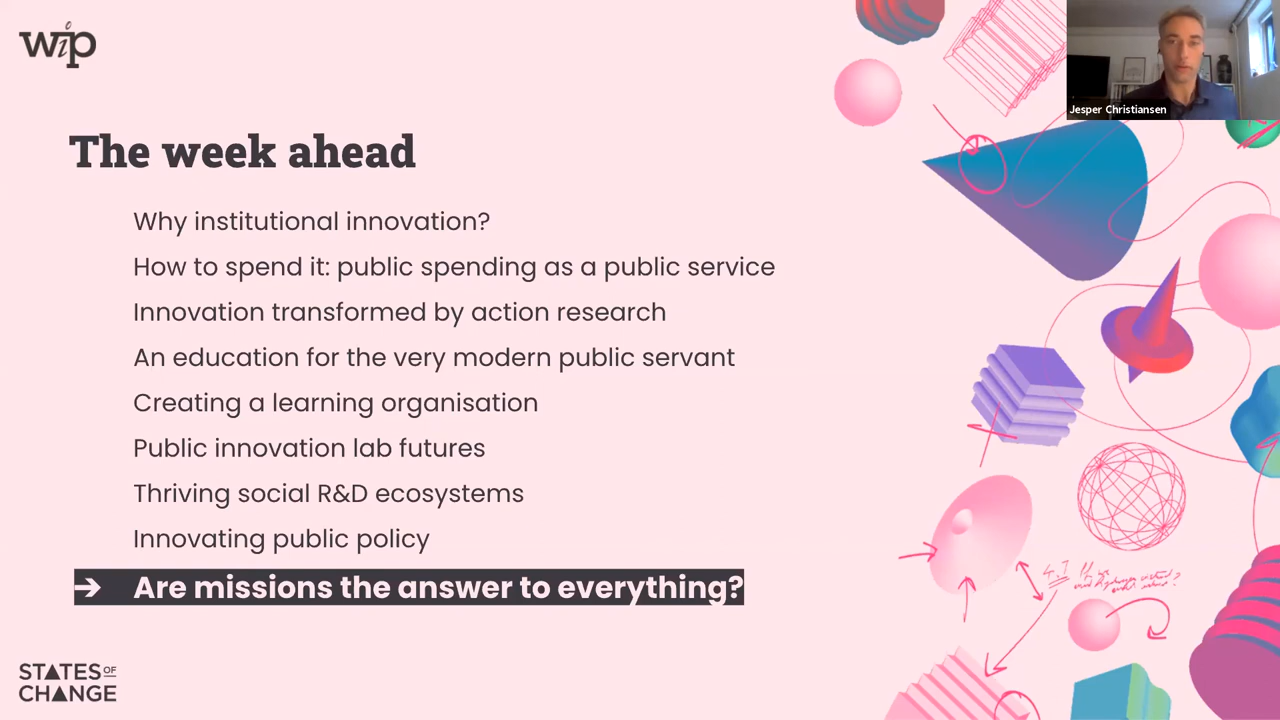 wip
Jesper Christiansen
The week ahead
Why institutional innovation?
How to spend it: public spending as a public service
Innovation transformed by action research
An education for the very modern public servant
Creating a learning organisation
Public innovation lab futures
Thriving social R&D ecosystems
Innovating public policy
➔ Are missions the answer to everything?
STATES OF
CHANGE